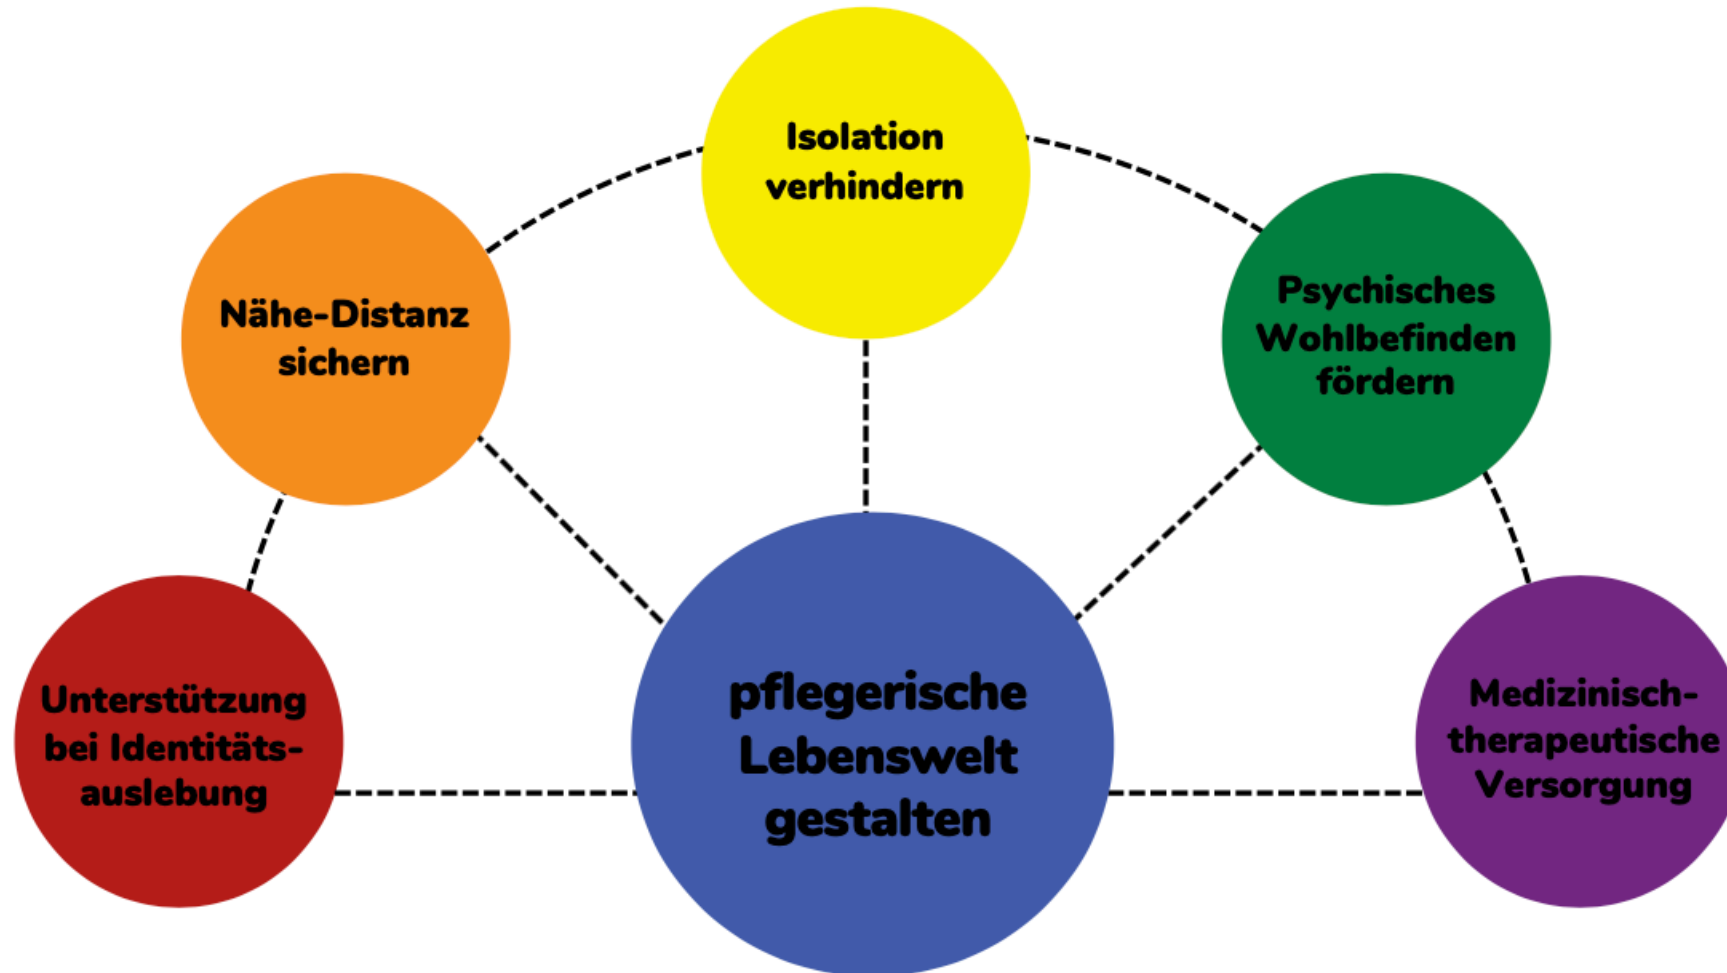 Isolation
verhindern
Nähe-Distanz
sichern
Psychisches
Wohlbefinden
fördern
Unterstützung
bei Identitäts-
auslebung
pflegerische
Lebenswelt
gestalten
Medizinisch-
therapeutische
Versorgung